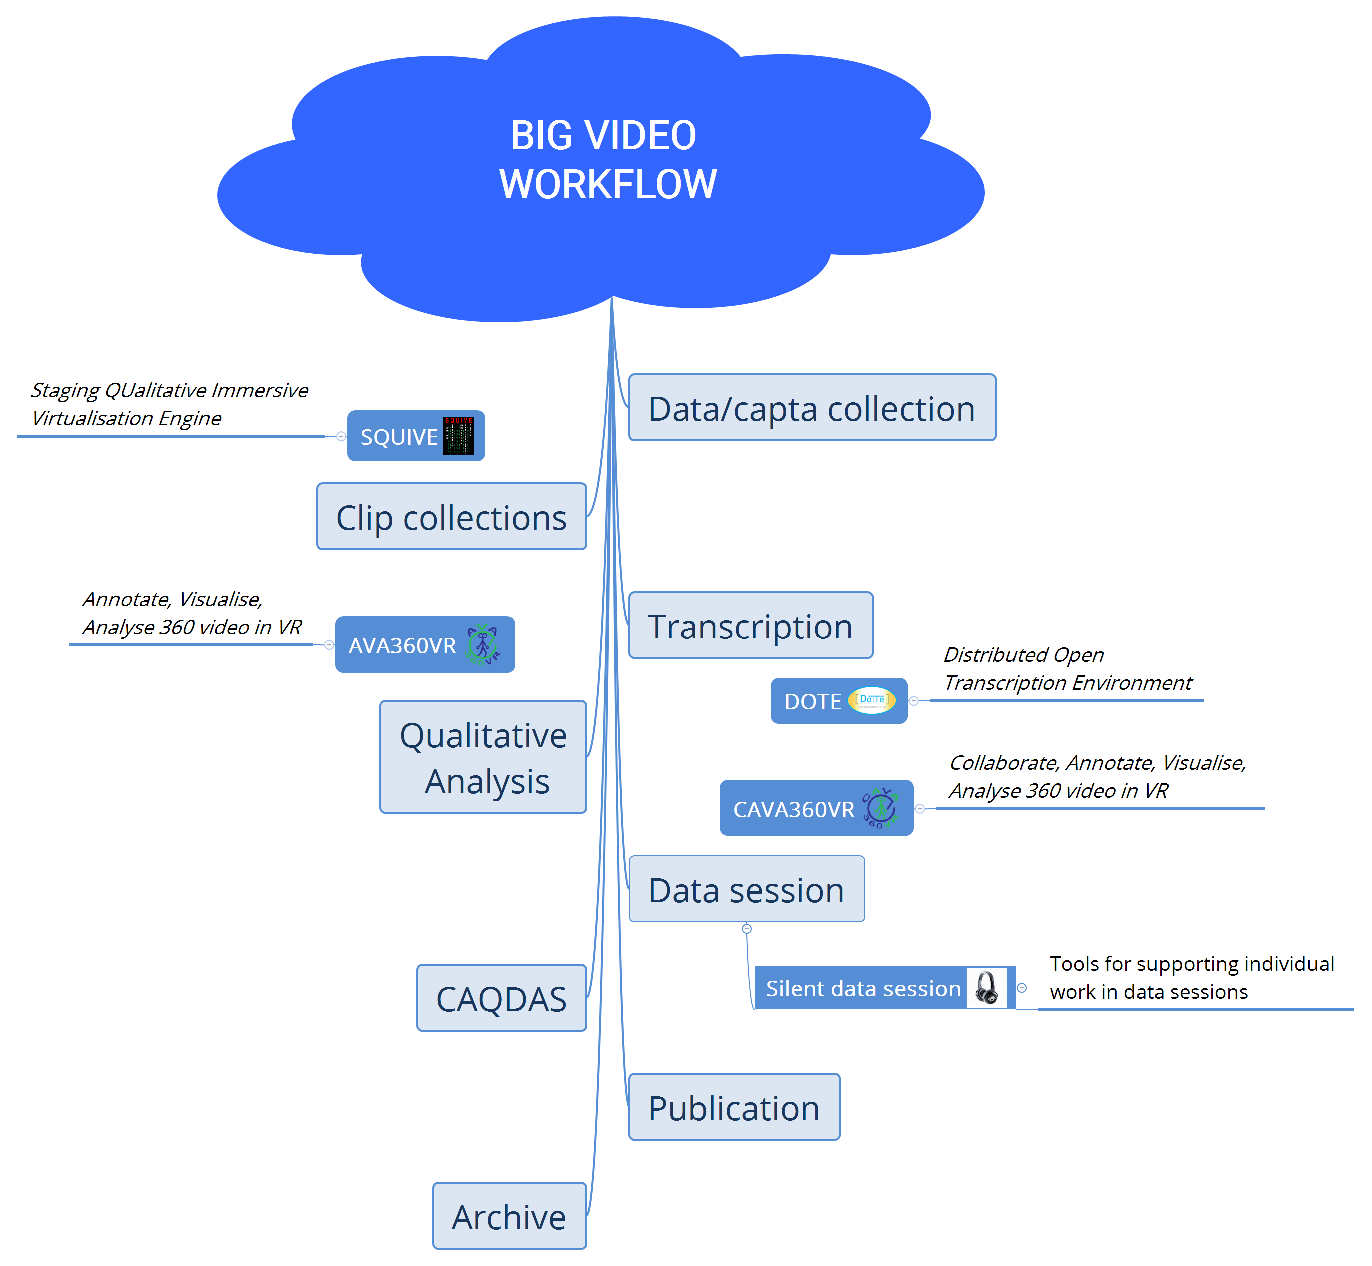 BIG VIDEO
WORKFLOW
Data/capta collection
Staging QUalitative Immersive
Virtualisation Engine
SQUIVE
SQUIVE
Clip collections
Transcription
Annotate, Visualise,
Analyse 360 video in VR
AVA360VR
Distributed Open
Transcription Environment
DOTE
[DOTE]
Qualitative
Analysis
Collaborate, Annotate, Visualise,
Analyse 360 video in VR
CAVA360VR
Data session
Silent data session
Tools for supporting individual
work in data sessions
CAQDAS
Publication
Archive